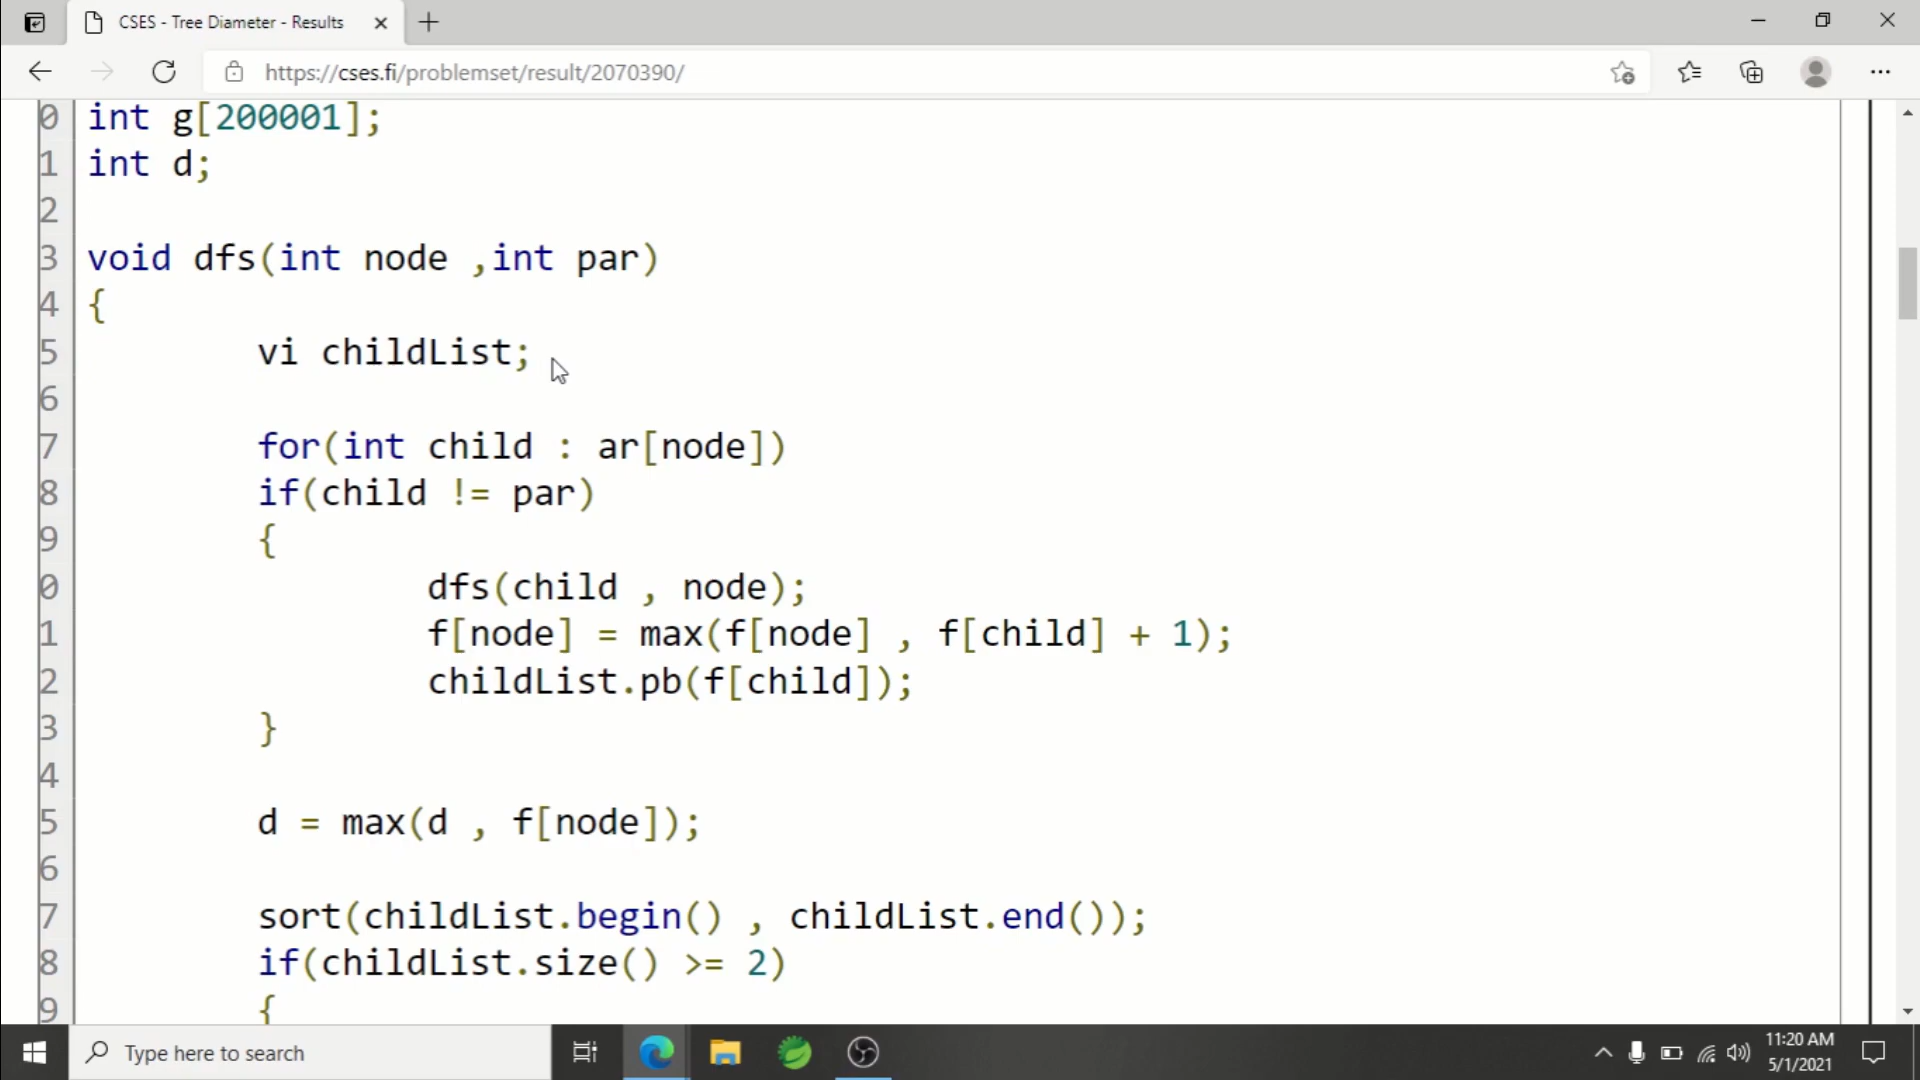 CSES - Tree Diameter - Results
https://cses.fi/problemset/result/2070390/
0 int g[200001];
1 int d;
2
3 void dfs(int node ,int par)
4 {
5 vi childList;
6
7 for(int child : ar[node])
8 if(child != par)
9 {
0 dfs(child , node);
1 f[node] = max(f[node] , f[child] + 1);
2 childList.pb(f[child]);
3 }
4
5 d = max(d , f[node]);
6
7 sort(childList.begin() , childList.end());
8 if(childList.size() >= 2)
9 {
Type here to search
11:20 AM
5/1/2021